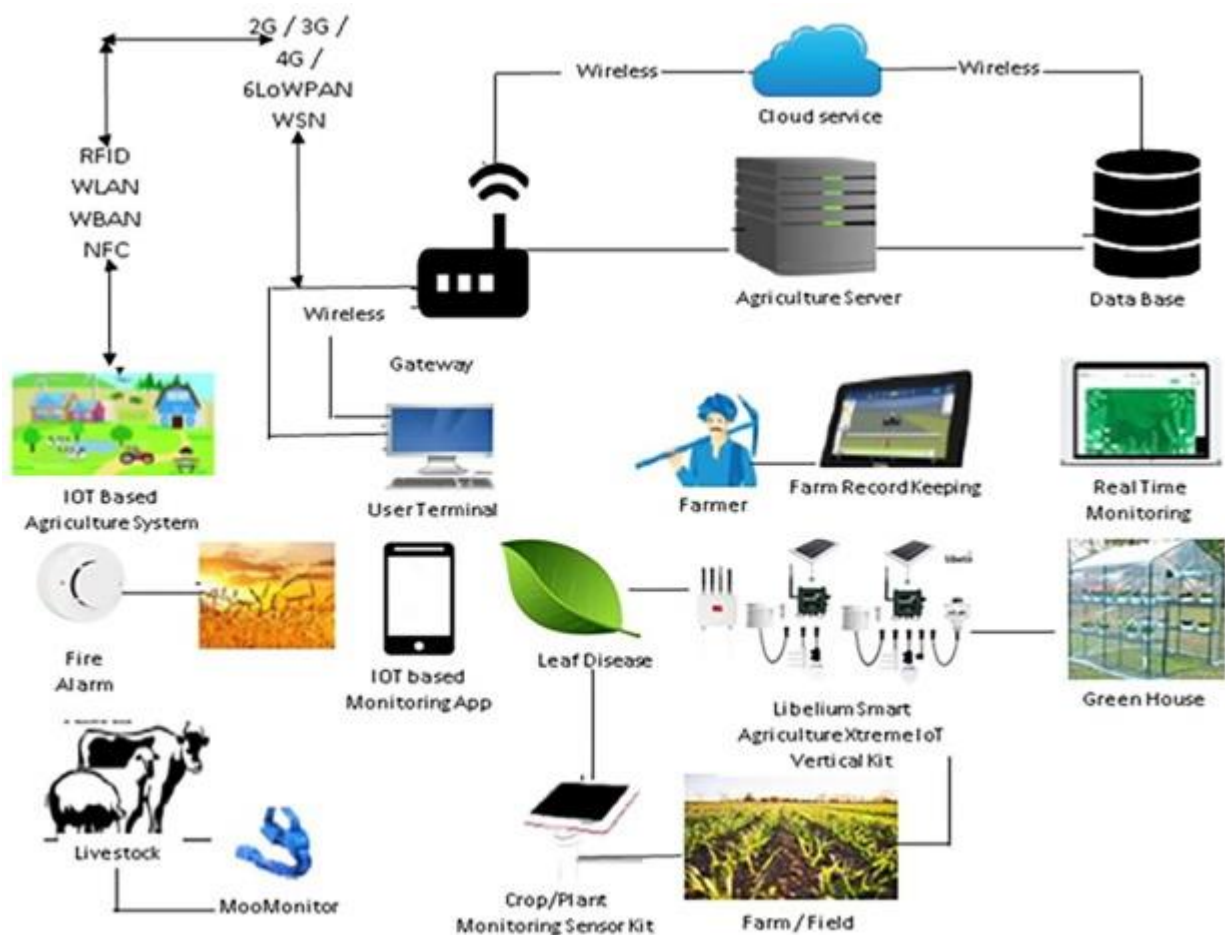 2G / 3G /
4G /
6LoWPAN
WSN
Wireless
Wireless
Cloud service
RFID
WLAN
WBAN
NFC
Agriculture Server
Data Base
Wireless
Gateway
IOT Based
Agriculture System
User Terminal
Farmer
Farm Record Keeping
Real Time
Monitoring
Fire
Alarm
IOT based
Monitoring App
Leaf Disease
Libelium Smart
Agriculture Xtreme IoT
Vertical Kit
Green House
Livestock
MooMonitor
Crop/Plant
Monitoring Sensor Kit
Farm / Field